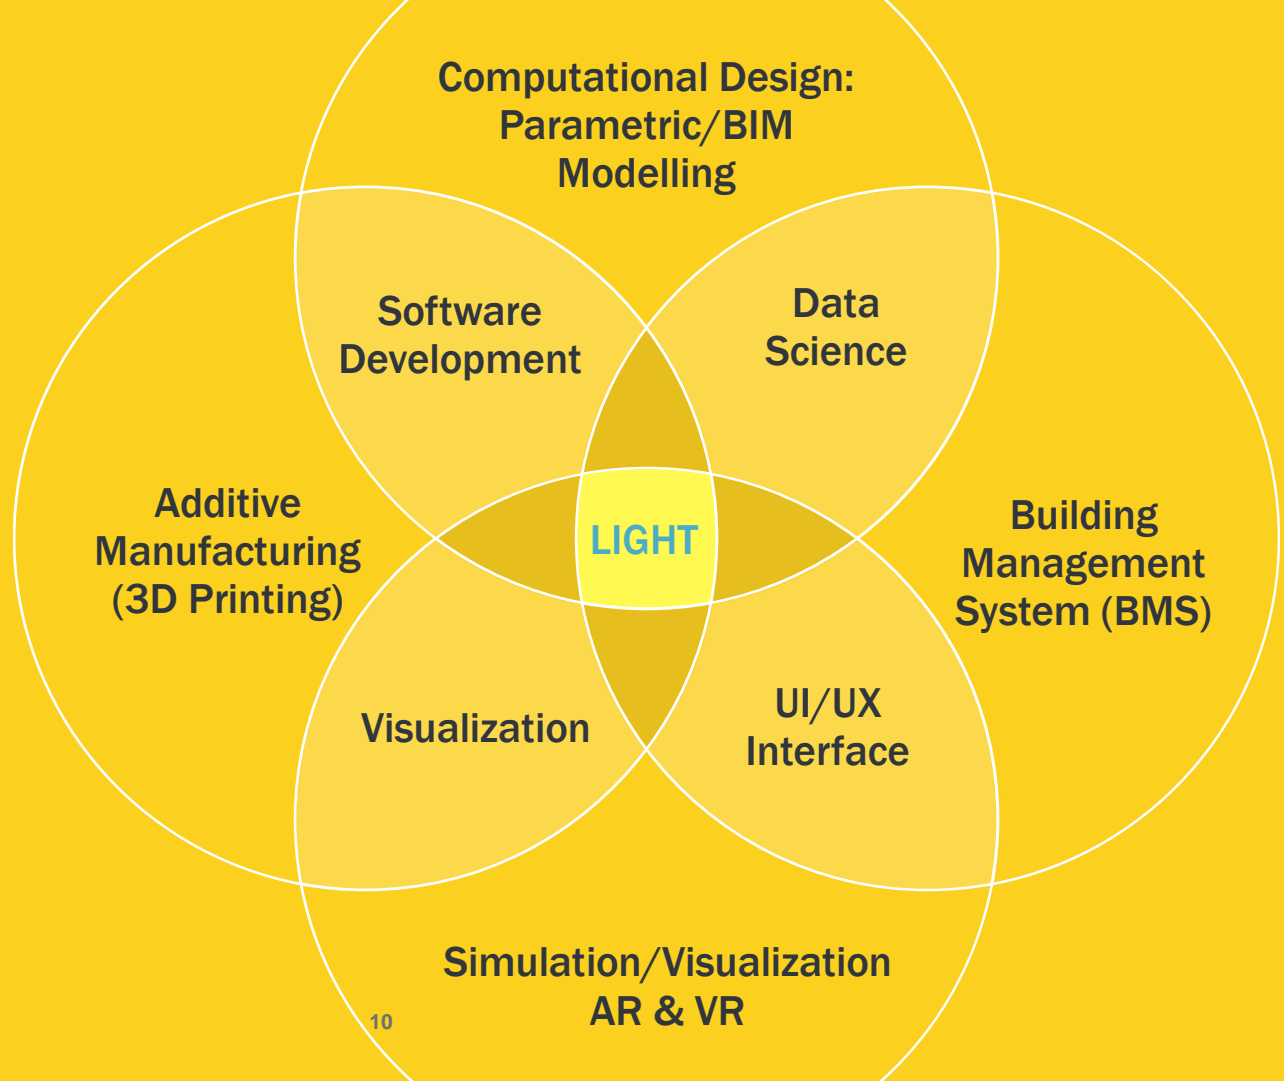 Computational Design:
Parametric/BIM
Modelling
Software
Development
Data
Science
Additive
Manufacturing
(3D Printing)
LIGHT
Building
Management
System (BMS)
Visualization
UI/UX
Interface
Simulation/Visualization
AR & VR
10